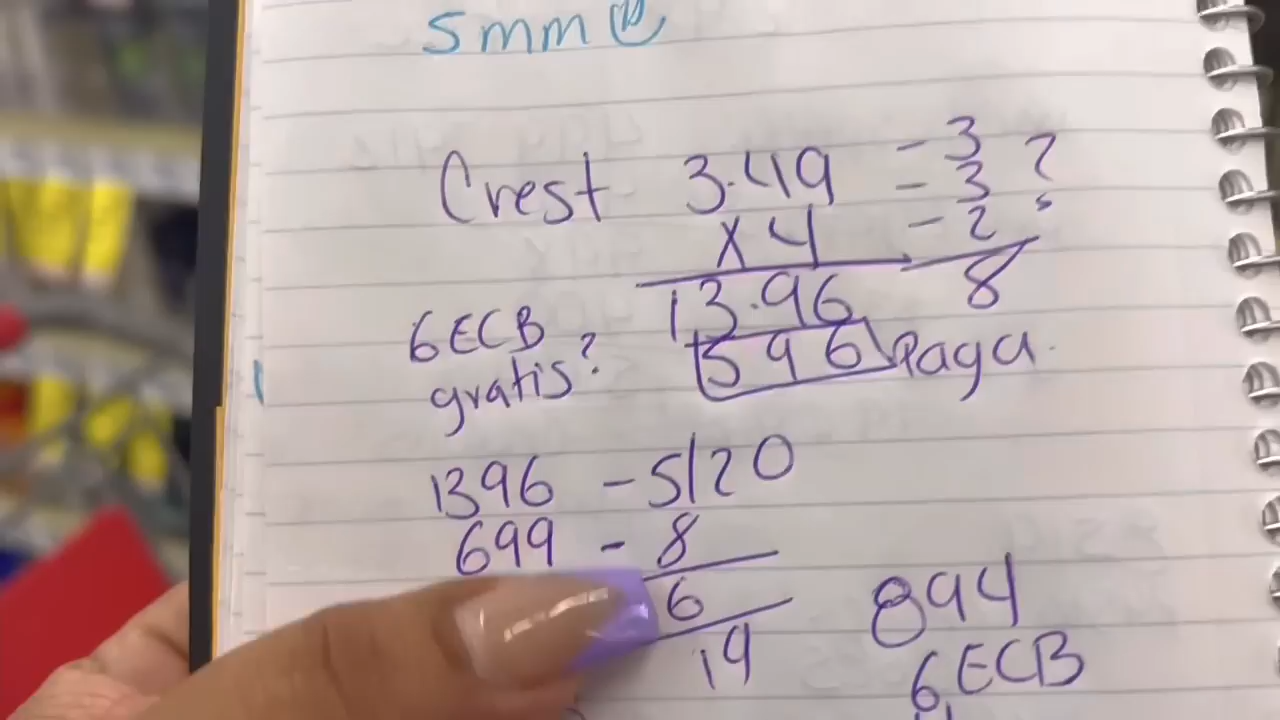 5mm
Crest 3.49 - 3 ?
x 4 - 3
- 2
13.96 8
6ECB
gratis? 596 Paga.
1396 - 5/20
699 - 8
6
19
894
6ECB